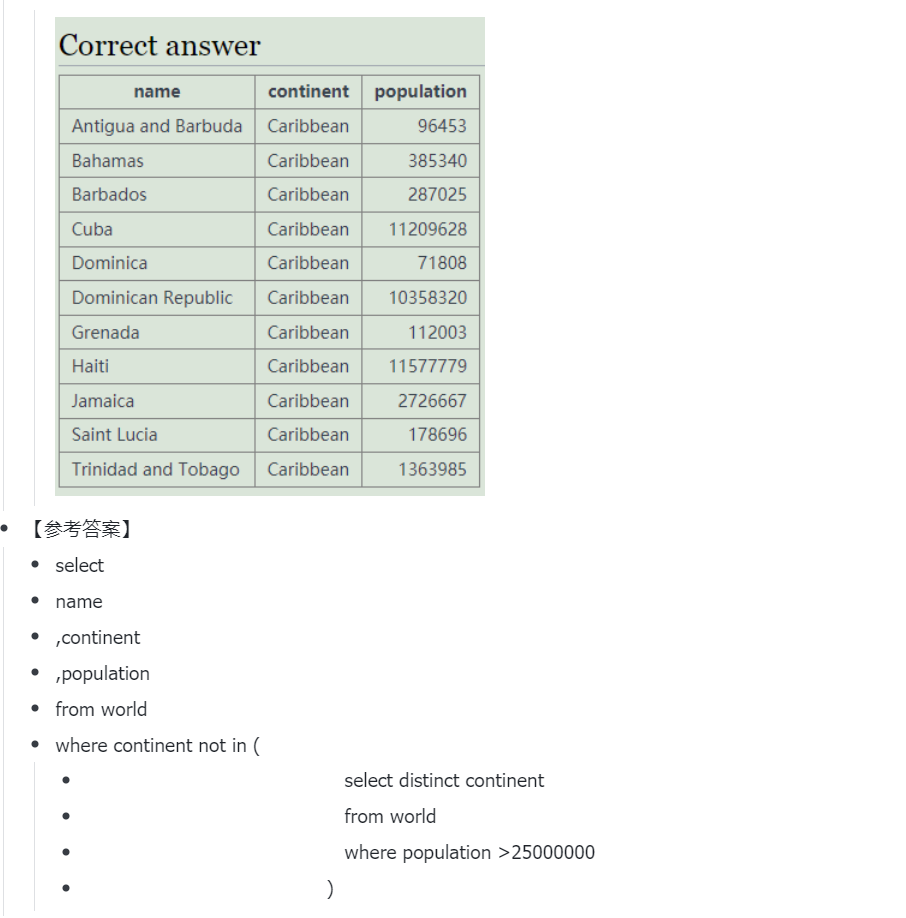 Correct answer
name continent population
Antigua and Barbuda Caribbean 96453
Bahamas Caribbean 385340
Barbados Caribbean 287025
Cuba Caribbean 11209628
Dominica Caribbean 71808
Dominican Republic Caribbean 10358320
Grenada Caribbean 112003
Haiti Caribbean 11577779
Jamaica Caribbean 2726667
Saint Lucia Caribbean 178696
Trinidad and Tobago Caribbean 1363985
【参考答案】
select
name
,continent
,population
from world
where continent not in (
select distinct continent
from world
where population >25000000
)